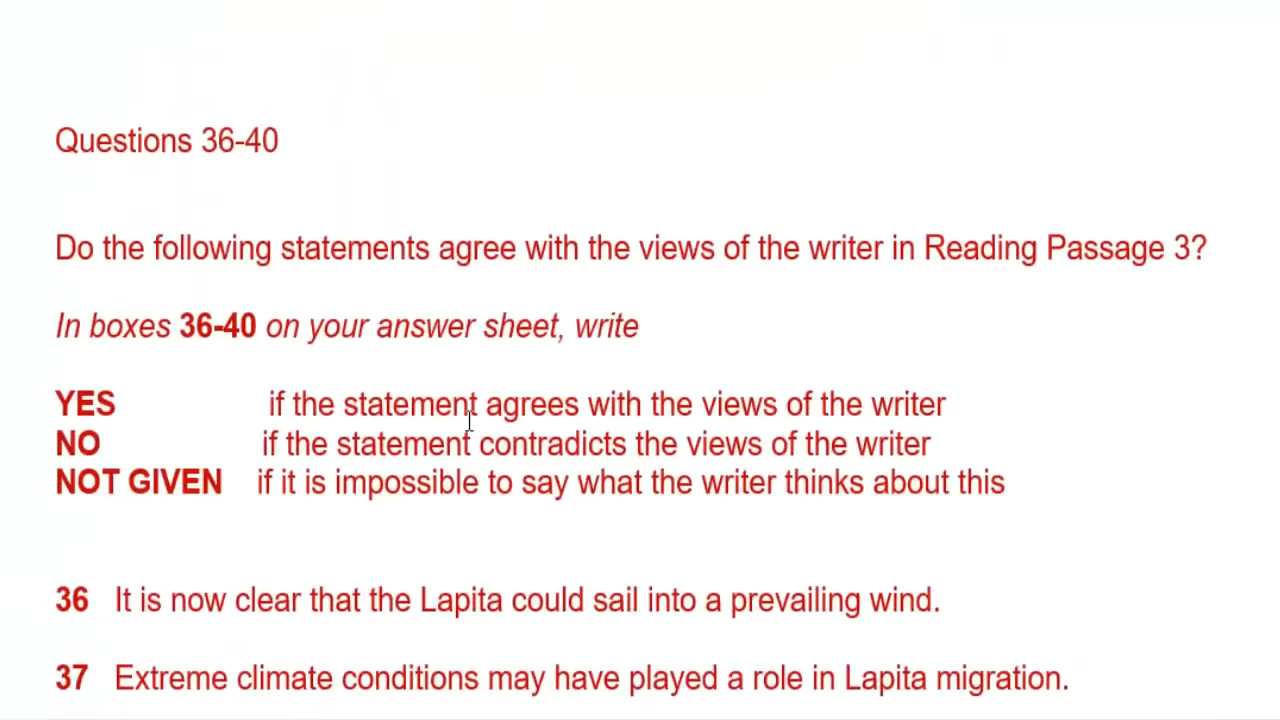 Questions 36-40
Do the following statements agree with the views of the writer in Reading Passage 3?
In boxes 36-40 on your answer sheet, write
YES if the statement agrees with the views of the writer
NO if the statement contradicts the views of the writer
NOT GIVEN if it is impossible to say what the writer thinks about this
36 It is now clear that the Lapita could sail into a prevailing wind.
37 Extreme climate conditions may have played a role in Lapita migration.